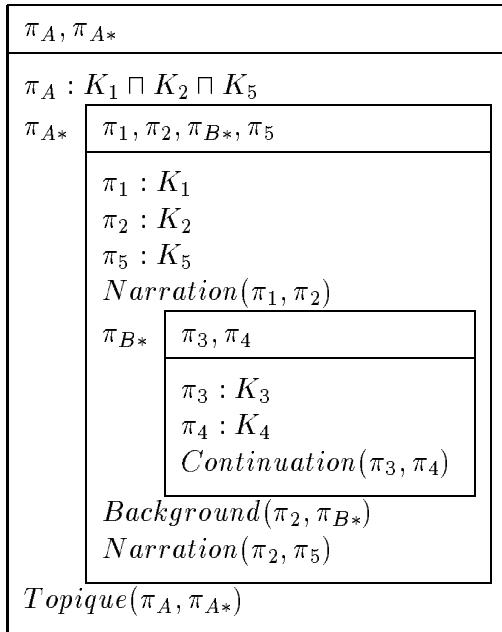 π_A, π_{A*}
π_A : K_1 ⊓ K_2 ⊓ K_5
π_{A*} π_1, π_2, π_{B*}, π_5
π_1 : K_1
π_2 : K_2
π_5 : K_5
Narration(π_1, π_2)
π_{B*} π_3, π_4
π_3 : K_3
π_4 : K_4
Continuation(π_3, π_4)
Background(π_2, π_{B*})
Narration(π_2, π_5)
Topique(π_A, π_{A*})